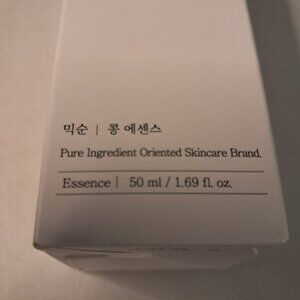 믹순 | 콩 에센스
Pure Ingredient Oriented Skincare Brand.
Essence | 50 ml / 1.69 fl. oz.